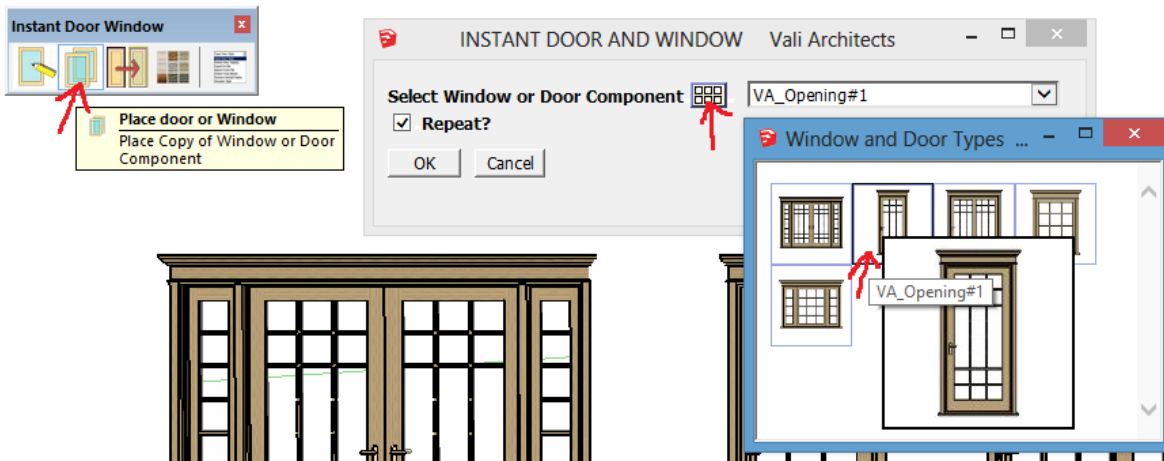 Instant Door Window
x
Place door or Window
Place Copy of Window or Door
Component
INSTANT DOOR AND WINDOW Vali Architects
Select Window or Door Component
VA_Opening#1
Repeat?
OK Cancel
Window and Door Types ...
VA_Opening#1